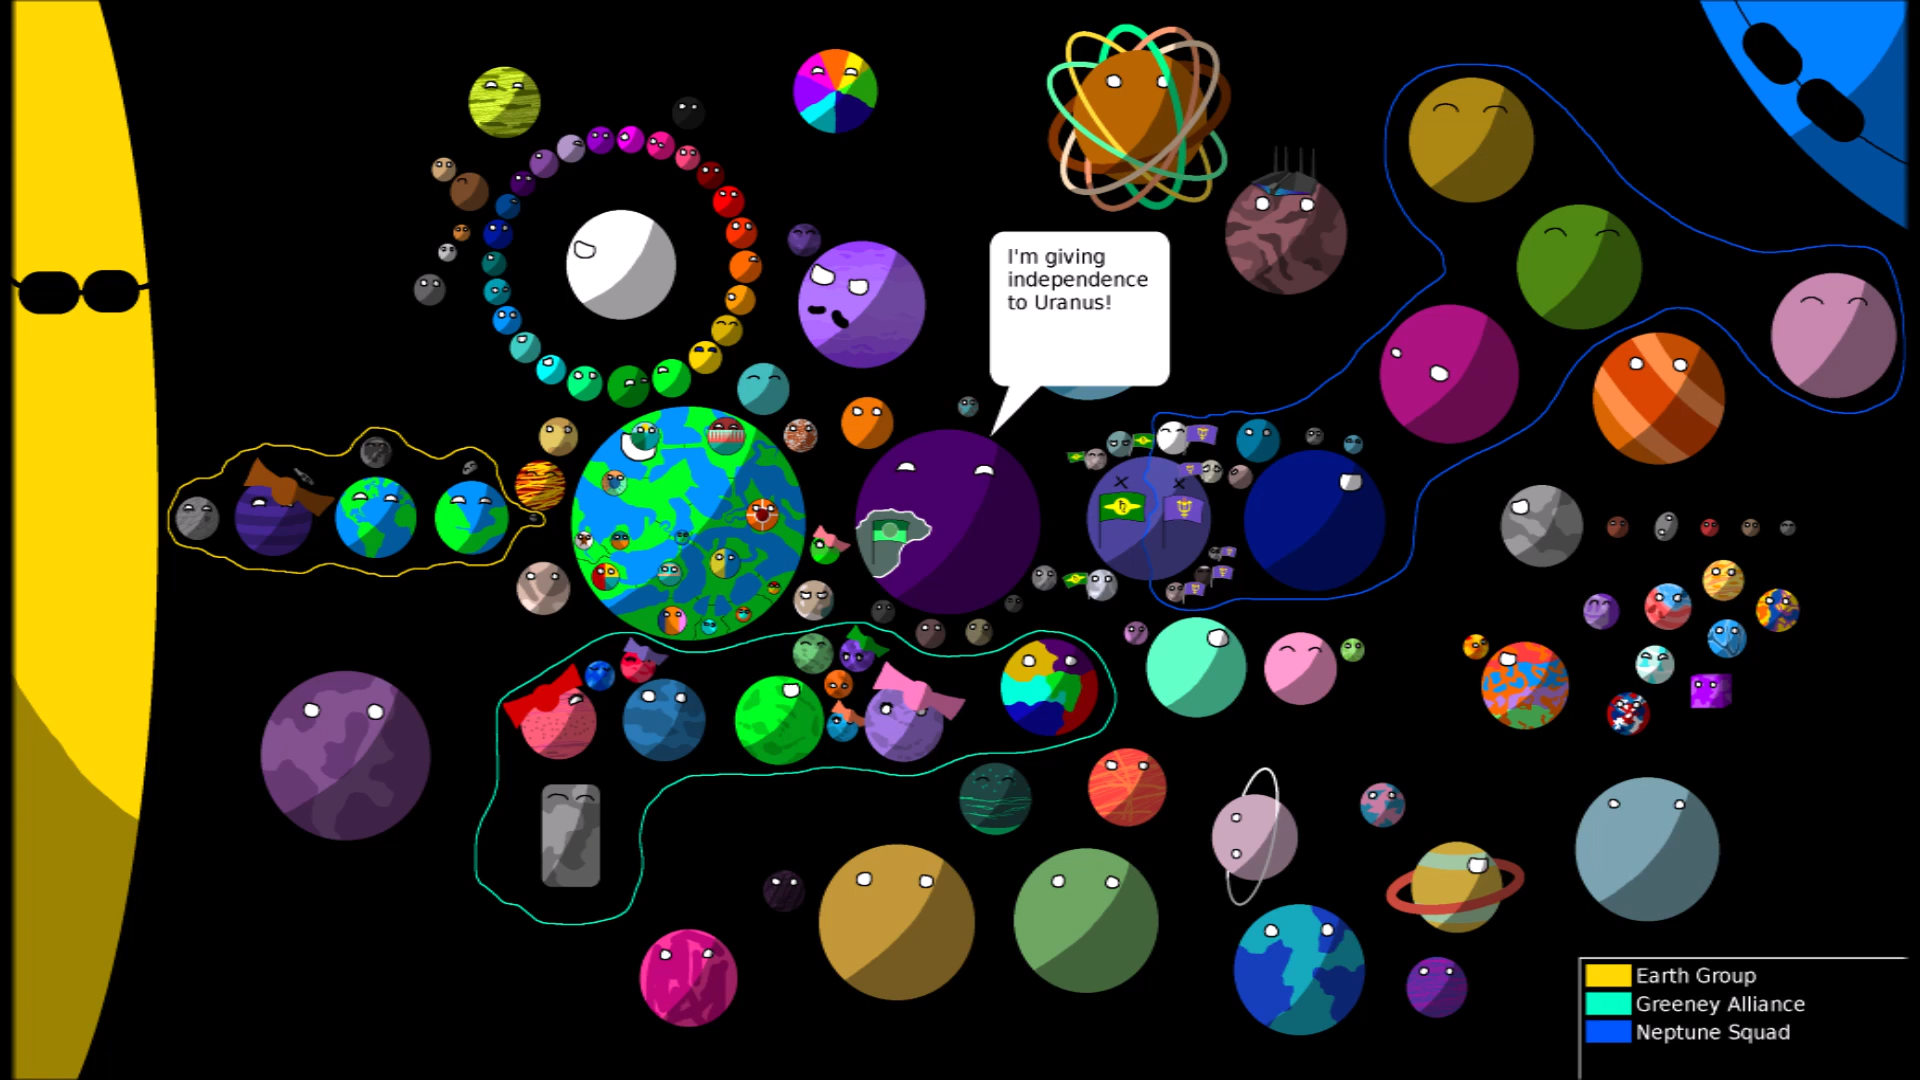 I'm giving
independence
to Uranus!
Earth Group
Greeney Alliance
Neptune Squad